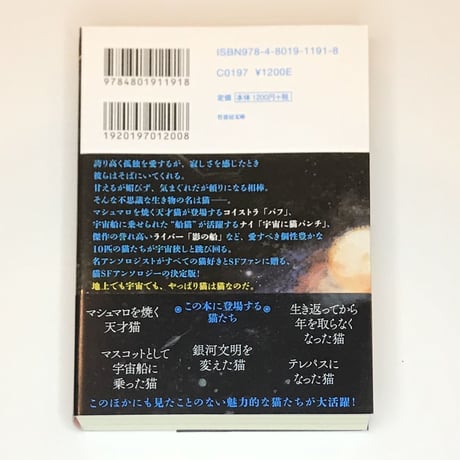 ISBN978-4-8019-1191-8
C0197 ¥1200E
定価 本体1200円+税
竹書房文庫
9784801911918
1920197012008
誇り高く孤独を愛するが、寂しさを感じたとき
彼らはそばにいてくれる。
甘えるが媚びず、気まぐれだが頼りになる相棒。
そんな不思議な生き物の名は猫――。
マシュマロを焼く天才猫が登場するコイストラ「パフ」、
宇宙船に乗せられた“船猫”が活躍するナイ「宇宙に猫パンチ」、
傑作の誉れ高いライバー「影の船」など、愛すべき個性豊かな
10匹の猫たちが宇宙狭しと跳び回る。
名アンソロジストがすべての猫好きとSFファンに贈る、
猫SFアンソロジーの決定版!
地上でも宇宙でも、やっぱり猫は猫なのだ。
この本に登場する
猫たち
マシュマロを焼く
天才猫
生き返ってから
年を取らなく
なった猫
マスコットとして
宇宙船に
乗った猫
銀河文明を
変えた猫
テレパスに
なった猫
このほかにも見たことのない魅力的な猫たちが大活躍!